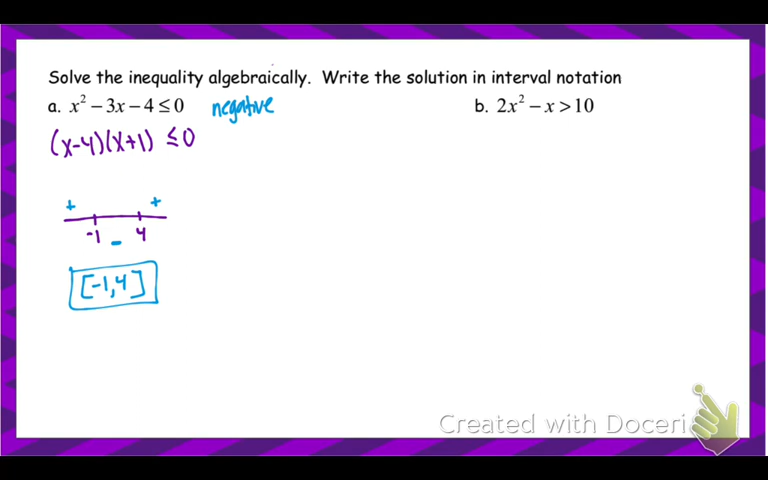 Solve the inequality algebraically. Write the solution in interval notation
a. x² − 3x − 4 ≤ 0 negative b. 2x² − x > 10
(x-4)(x+1) ≤0
+ +
-1 − 4
[-1,4]
Created with Doceri